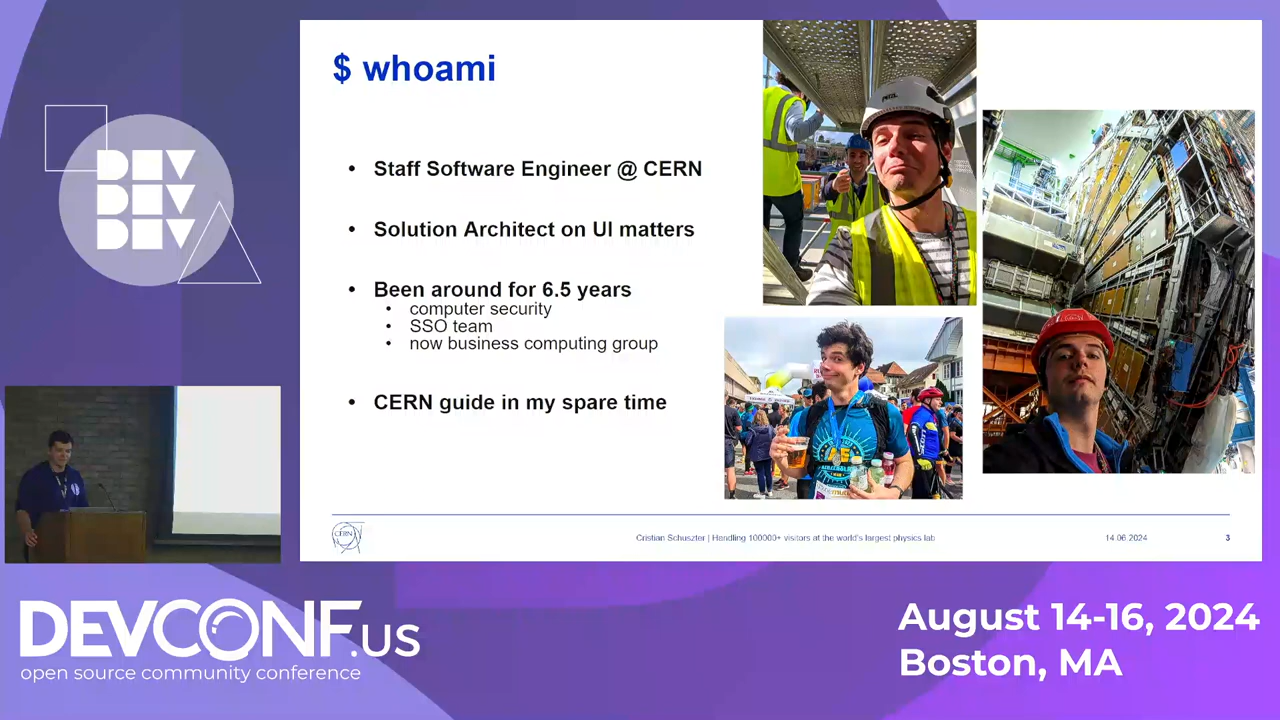 DEV
DEV
DEV
$ whoami
• Staff Software Engineer @ CERN
• Solution Architect on UI matters
• Been around for 6.5 years
• computer security
• SSO team
• now business computing group
• CERN guide in my spare time
PETZL
CERN
Cristian Schuszter | Handling 100000+ visitors at the world's largest physics lab
14.06.2024
3
DEVCONF.US
open source community conference
August 14-16, 2024
Boston, MA